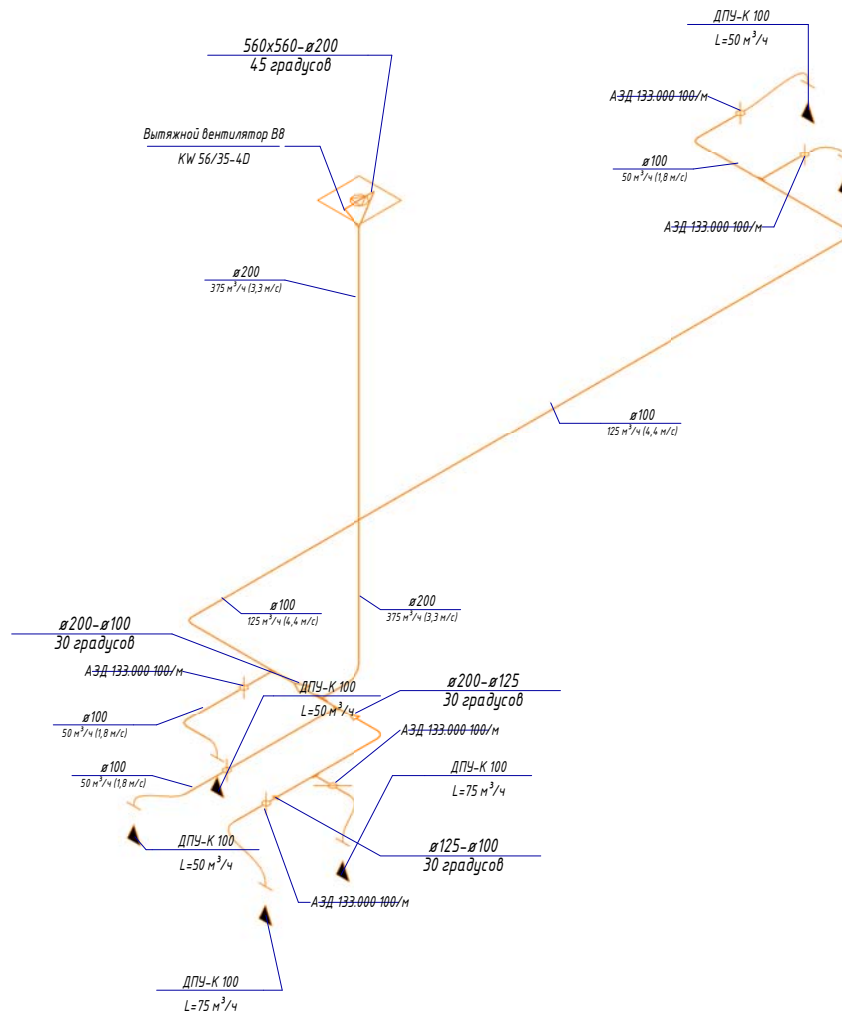 ДПУ-К 100
L=50 м³/ч
560х560-ø200
45 градусов
АЗД 133.000 100/м
Вытяжной вентилятор В8
KW 56/35-4D
ø100
50 м³/ч (1,8 м/с)
АЗД 133.000 100/м
ø200
375 м³/ч (3,3 м/с)
ø100
125 м³/ч (4,4 м/с)
ø100
125 м³/ч (4,4 м/с)
ø200
375 м³/ч (3,3 м/с)
ø200-ø100
30 градусов
АЗД 133.000 100/м
ДПУ-К 100
L=50 м³/ч
ø200-ø125
30 градусов
ø100
50 м³/ч (1,8 м/с)
АЗД 133.000 100/м
ø100
50 м³/ч (1,8 м/с)
ДПУ-К 100
L=75 м³/ч
ДПУ-К 100
L=50 м³/ч
ø125-ø100
30 градусов
АЗД 133.000 100/м
ДПУ-К 100
L=75 м³/ч